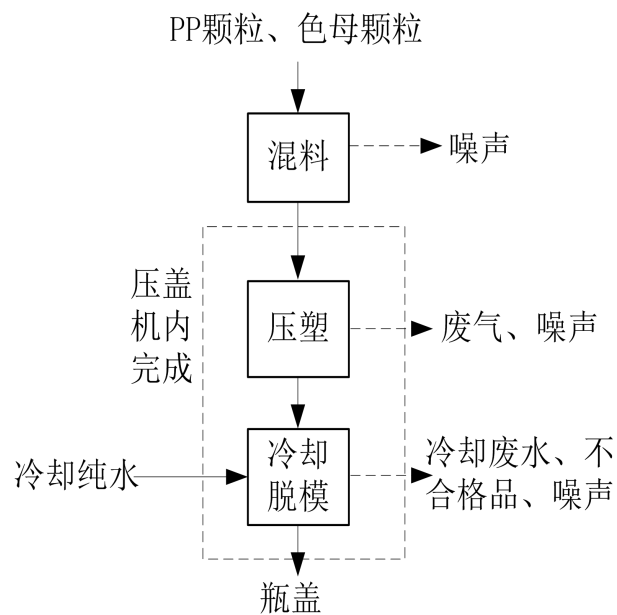 PP颗粒、色母颗粒
混料
噪声
压盖
机内
完成
压塑
废气、噪声
冷却纯水
冷却
脱模
冷却废水、不
合格品、噪声
瓶盖